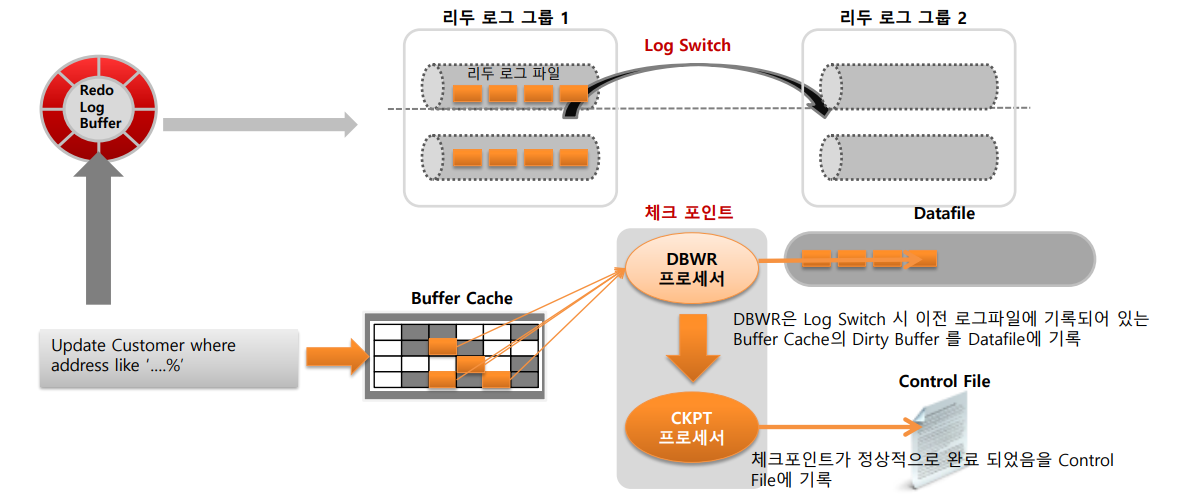 리두 로그 그룹 1
리두 로그 그룹 2
Log Switch
리두 로그 파일
Redo
Log
Buffer
체크 포인트
Datafile
DBWR
프로세서
Buffer Cache
DBWR은 Log Switch 시 이전 로그파일에 기록되어 있는
Buffer Cache의 Dirty Buffer 를 Datafile에 기록
Update Customer where
address like ‘....%’
Control File
CKPT
프로세서
체크포인트가 정상적으로 완료 되었음을 Control
File에 기록